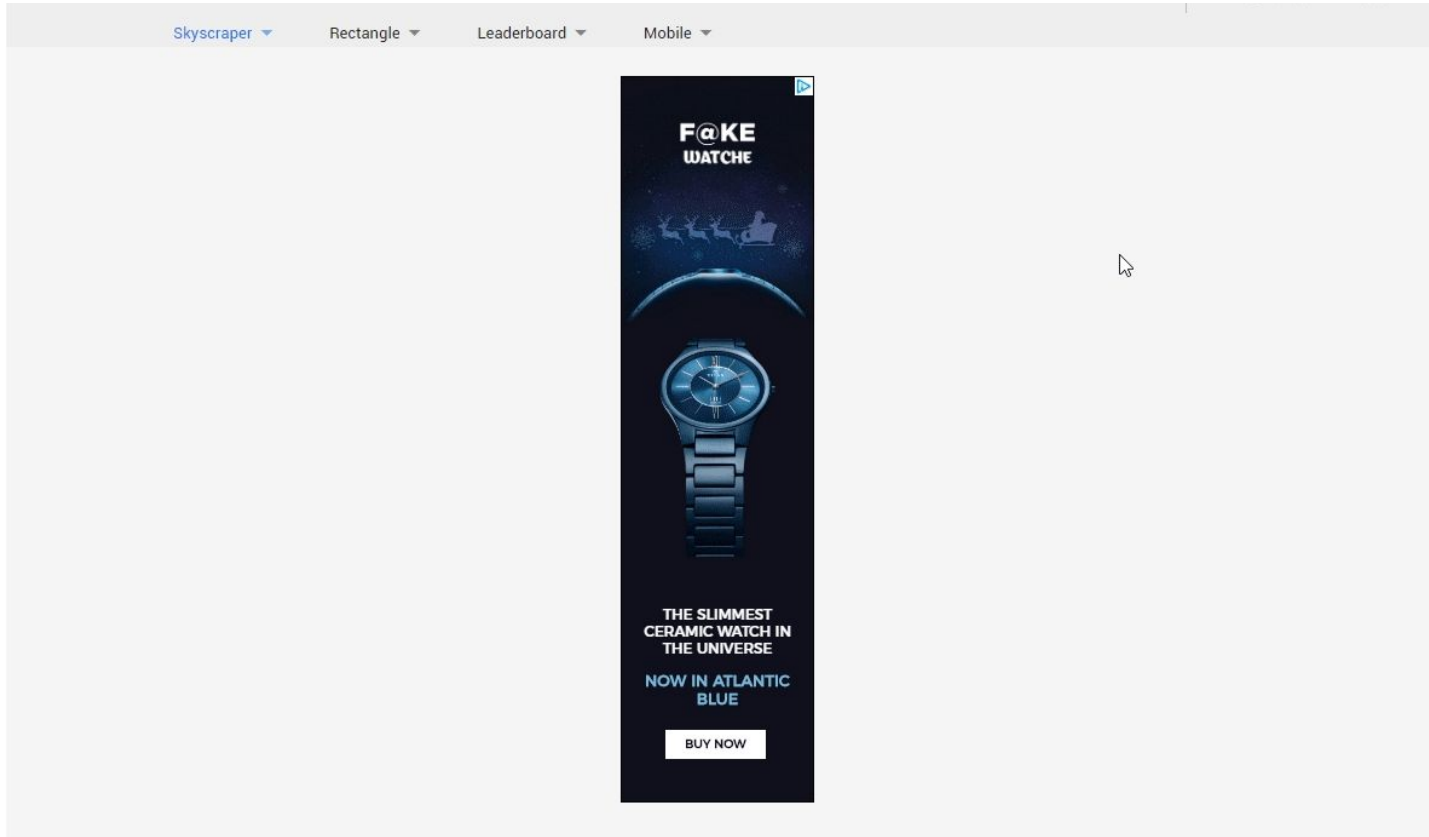 Skyscraper Rectangle Leaderboard Mobile
F@KE
WATCHE
THE SLIMMEST
CERAMIC WATCH IN
THE UNIVERSE
NOW IN ATLANTIC
BLUE
BUY NOW